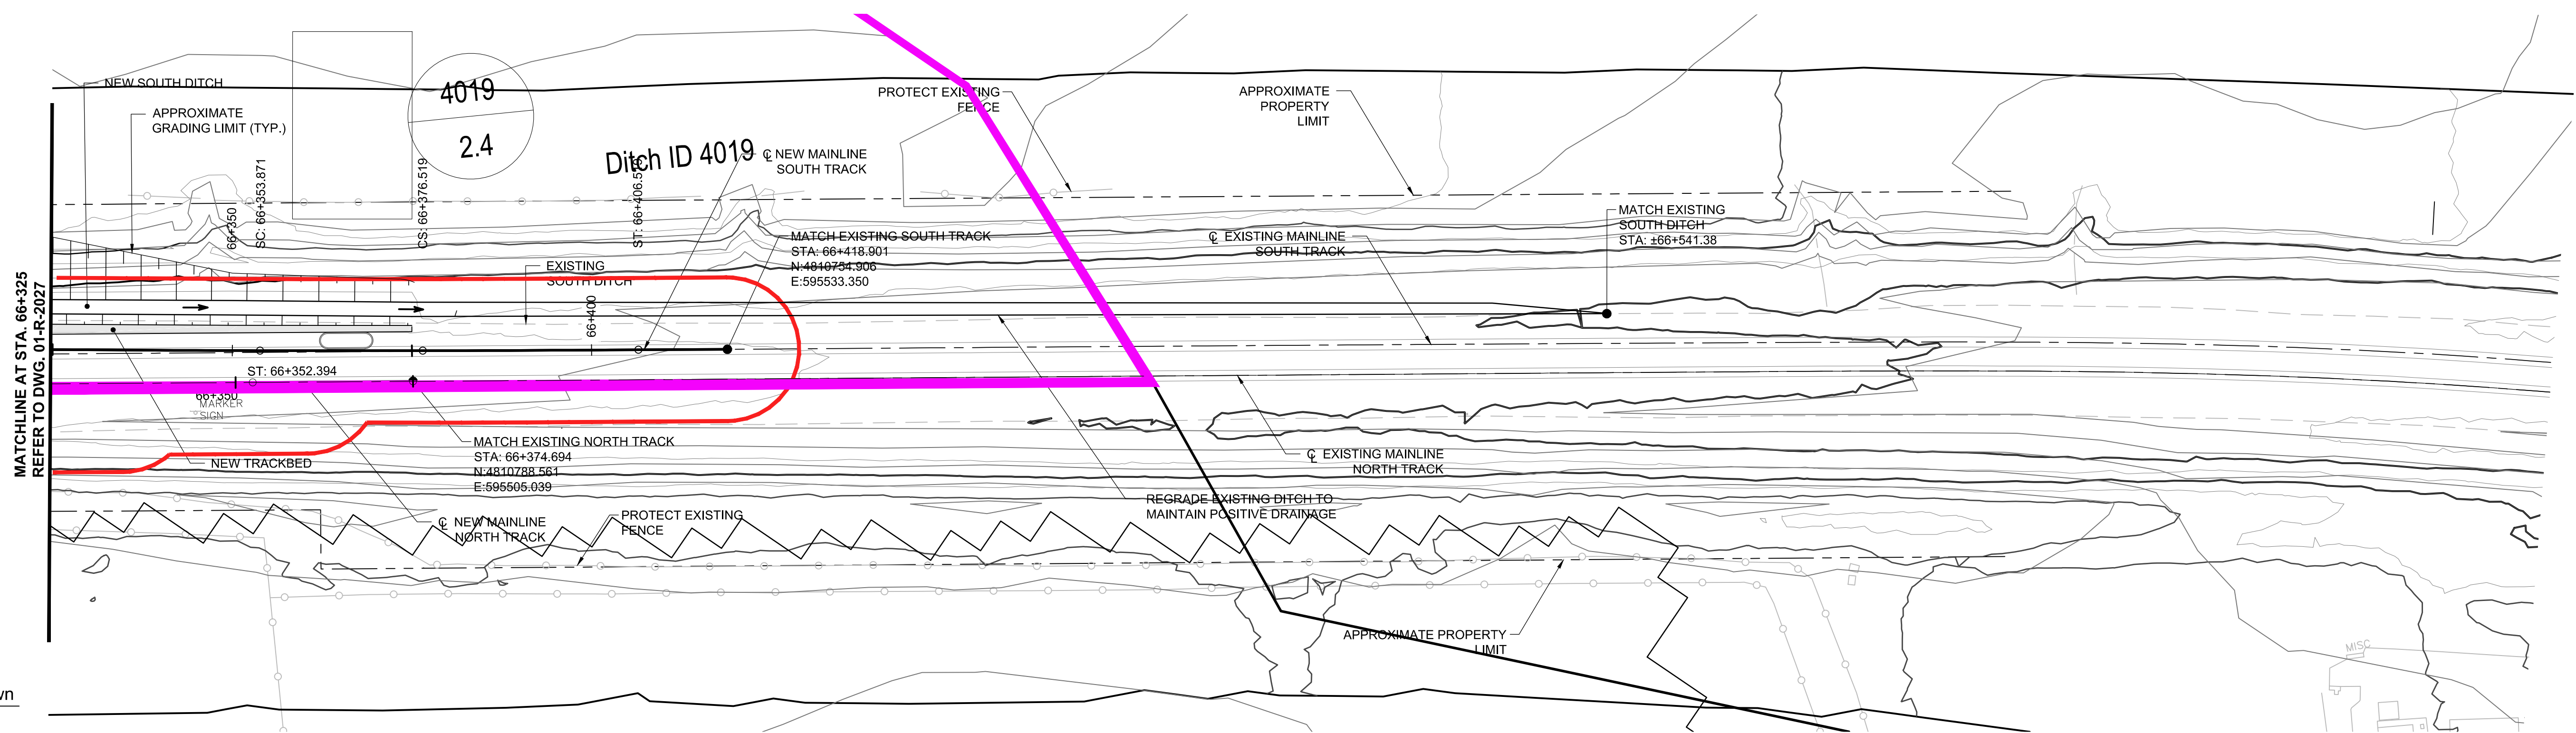 NEW SOUTH DITCH
APPROXIMATE
GRADING LIMIT (TYP.)
4019
2.4
Ditch ID 4019
PROTECT EXISTING
FENCE
APPROXIMATE
PROPERTY
LIMIT
℄ NEW MAINLINE
SOUTH TRACK
66+350
SC: 66+353.871
CS: 66+376.519
MATCH EXISTING SOUTH TRACK
STA: 66+418.901
N:4810754.906
E:595533.350
℄ EXISTING MAINLINE
SOUTH TRACK
MATCH EXISTING
SOUTH DITCH
STA: ±66+541.38
EXISTING
SOUTH DITCH
66+400
MATCHLINE AT STA. 66+325
REFER TO DWG. 01-R-2027
ST: 66+352.394
66+350
MARKER
SIGN
NEW TRACKBED
MATCH EXISTING NORTH TRACK
STA: 66+374.694
N:4810788.561
E:595505.039
℄ EXISTING MAINLINE
NORTH TRACK
REGRADE EXISTING DITCH TO
MAINTAIN POSITIVE DRAINAGE
℄ NEW MAINLINE
NORTH TRACK
PROTECT EXISTING
FENCE
APPROXIMATE PROPERTY
LIMIT
MISC